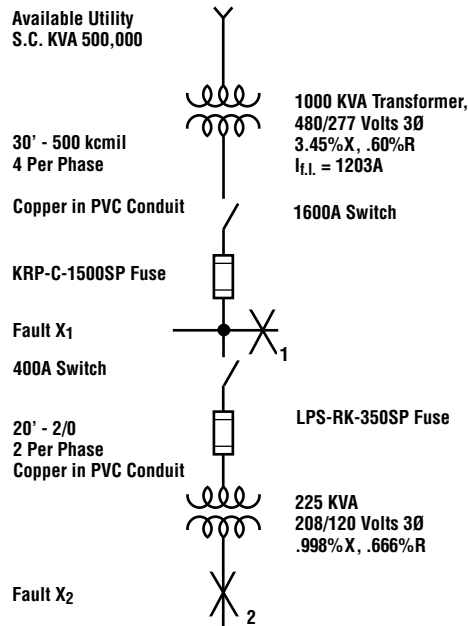 Available Utility
S.C. KVA 500,000
1000 KVA Transformer,
480/277 Volts 3Ø
3.45%X, .60%R
If.l. = 1203A
30' - 500 kcmil
4 Per Phase
Copper in PVC Conduit
1600A Switch
KRP-C-1500SP Fuse
Fault X1
1
400A Switch
LPS-RK-350SP Fuse
20' - 2/0
2 Per Phase
Copper in PVC Conduit
225 KVA
208/120 Volts 3Ø
.998%X, .666%R
Fault X2
2